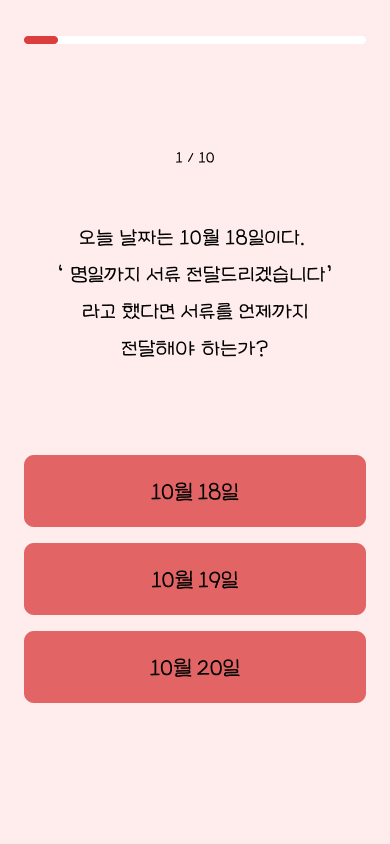 1 / 10
오늘 날짜는 10월 18일이다.
‘ 명일까지 서류 전달드리겠습니다’
라고 했다면 서류를 언제까지
전달해야 하는가?
10월 18일
10월 19일
10월 20일